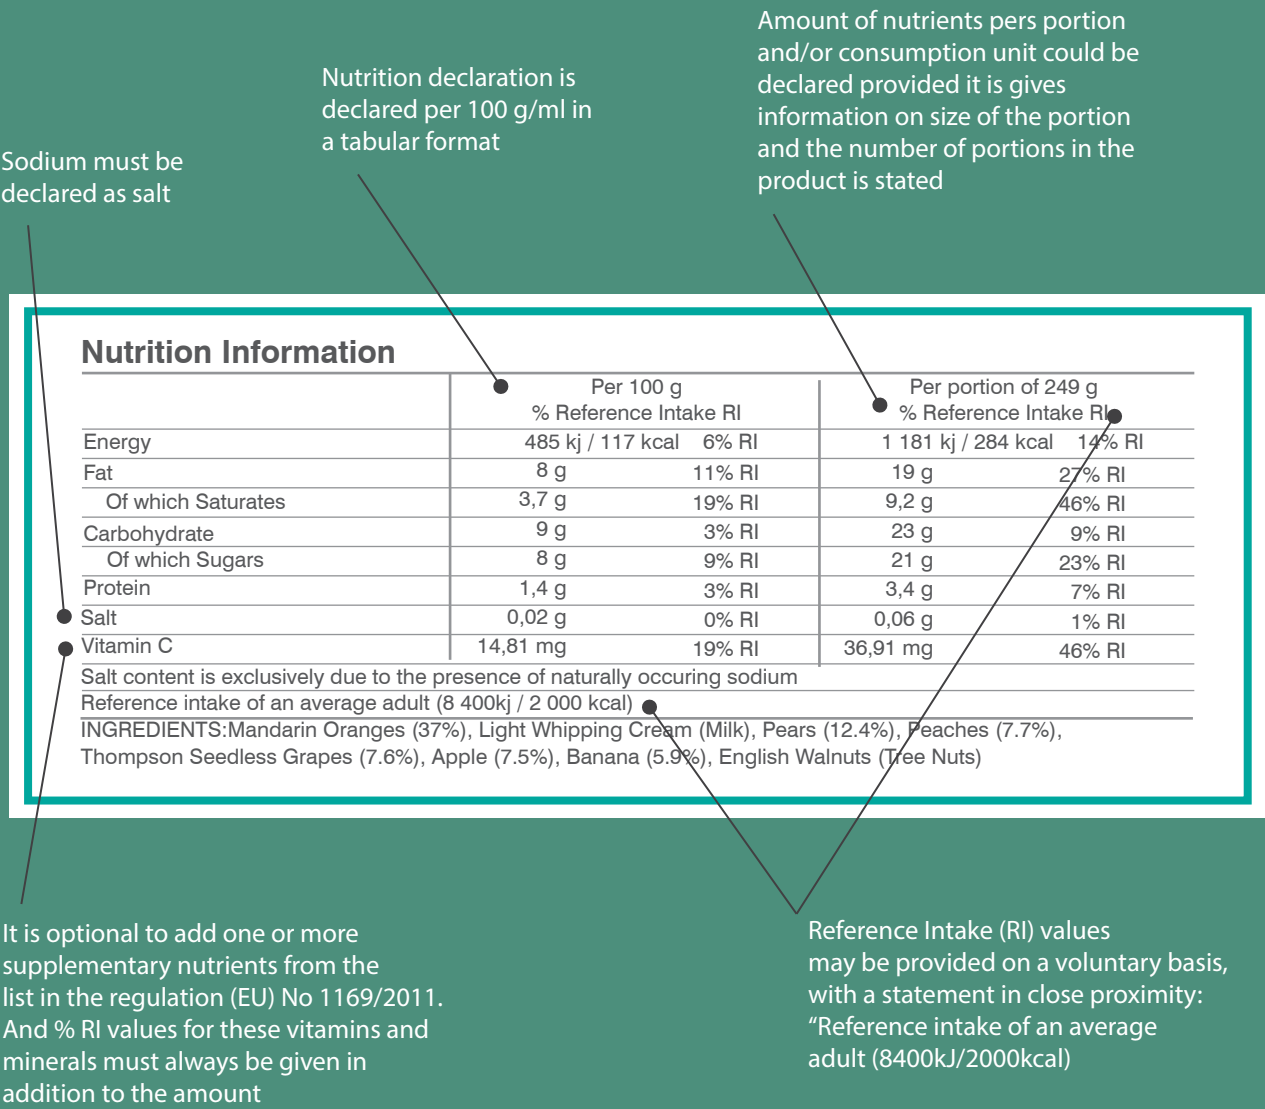 Amount of nutrients pers portion
and/or consumption unit could be
declared provided it is gives
information on size of the portion
and the number of portions in the
product is stated
Nutrition declaration is
declared per 100 g/ml in
a tabular format
Sodium must be
declared as salt
Nutrition Information
Per 100 g Per portion of 249 g
% Reference Intake RI % Reference Intake RI
Energy 485 kj / 117 kcal 6% RI 1 181 kj / 284 kcal 14% RI
Fat 8 g 11% RI 19 g 27% RI
Of which Saturates 3,7 g 19% RI 9,2 g 46% RI
Carbohydrate 9 g 3% RI 23 g 9% RI
Of which Sugars 8 g 9% RI 21 g 23% RI
Protein 1,4 g 3% RI 3,4 g 7% RI
Salt 0,02 g 0% RI 0,06 g 1% RI
Vitamin C 14,81 mg 19% RI 36,91 mg 46% RI
Salt content is exclusively due to the presence of naturally occuring sodium
Reference intake of an average adult (8 400kj / 2 000 kcal)
INGREDIENTS:Mandarin Oranges (37%), Light Whipping Cream (Milk), Pears (12.4%), Peaches (7.7%),
Thompson Seedless Grapes (7.6%), Apple (7.5%), Banana (5.9%), English Walnuts (Tree Nuts)
It is optional to add one or more
supplementary nutrients from the
list in the regulation (EU) No 1169/2011.
And % RI values for these vitamins and
minerals must always be given in
addition to the amount
Reference Intake (RI) values
may be provided on a voluntary basis,
with a statement in close proximity:
“Reference intake of an average
adult (8400kJ/2000kcal)